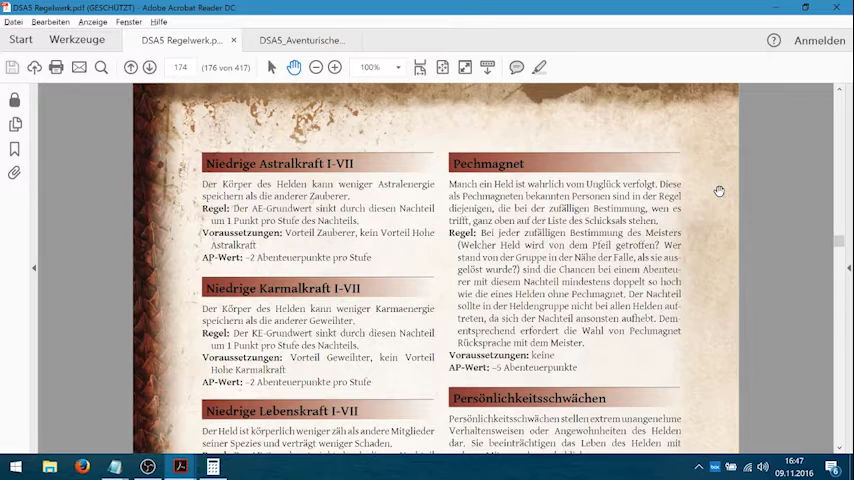 DSA5 Regelwerk.pdf (GESCHÜTZT) - Adobe Acrobat Reader DC
Datei Bearbeiten Anzeige Fenster Hilfe
Start Werkzeuge DSA5 Regelwerk.p... × DSA5_Aventurische... Anmelden
174 (176 von 417) 100%
Niedrige Astralkraft I-VII
Der Körper des Helden kann weniger Astralenergie
speichern als die anderer Zauberer.
Regel: Der AE-Grundwert sinkt durch diesen Nachteil
um 1 Punkt pro Stufe des Nachteils.
Voraussetzungen: Vorteil Zauberer, kein Vorteil Hohe
Astralkraft
AP-Wert: –2 Abenteuerpunkte pro Stufe
Niedrige Karmalkraft I-VII
Der Körper des Helden kann weniger Karmaenergie
speichern als die anderer Geweihter.
Regel: Der KE-Grundwert sinkt durch diesen Nachteil
um 1 Punkt pro Stufe des Nachteils.
Voraussetzungen: Vorteil Geweihter, kein Vorteil
Hohe Karmalkraft
AP-Wert: –2 Abenteuerpunkte pro Stufe
Niedrige Lebenskraft I-VII
Der Held ist körperlich weniger zäh als andere Mitglieder
seiner Spezies und verträgt weniger Schaden.
Pechmagnet
Manch ein Held ist wahrlich vom Unglück verfolgt. Diese
als Pechmagneten bekannten Personen sind in der Regel
diejenigen, die bei der zufälligen Bestimmung, wen es
trifft, ganz oben auf der Liste des Schicksals stehen.
Regel: Bei jeder zufälligen Bestimmung des Meisters
(Welcher Held wird von dem Pfeil getroffen? Wer
stand von der Gruppe in der Nähe der Falle, als sie aus-
gelöst wurde?) sind die Chancen bei einem Abenteu-
rer mit diesem Nachteil mindestens doppelt so hoch
wie die eines Helden ohne Pechmagnet. Der Nachteil
sollte in der Heldengruppe nicht bei allen Helden auf-
treten, da sich der Nachteil ansonsten aufhebt. Dem-
entsprechend erfordert die Wahl von Pechmagnet
Rücksprache mit dem Meister.
Voraussetzungen: keine
AP-Wert: –5 Abenteuerpunkte
Persönlichkeitsschwächen
Persönlichkeitsschwächen stellen extrem unangenehme
Verhaltensweisen oder Angewohnheiten des Helden
dar. Sie beeinträchtigen das Leben des Helden mit
16:47
09.11.2016